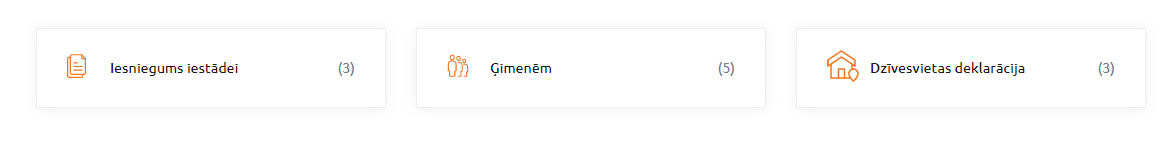 Iesniegums iestādei (3)
Ģimenēm (5)
Dzīvesvietas deklarācija (3)